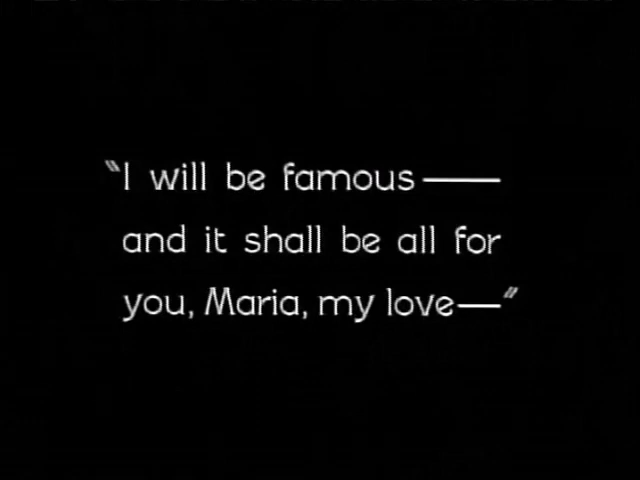 "I will be famous——
and it shall be all for
you, Maria, my love—"